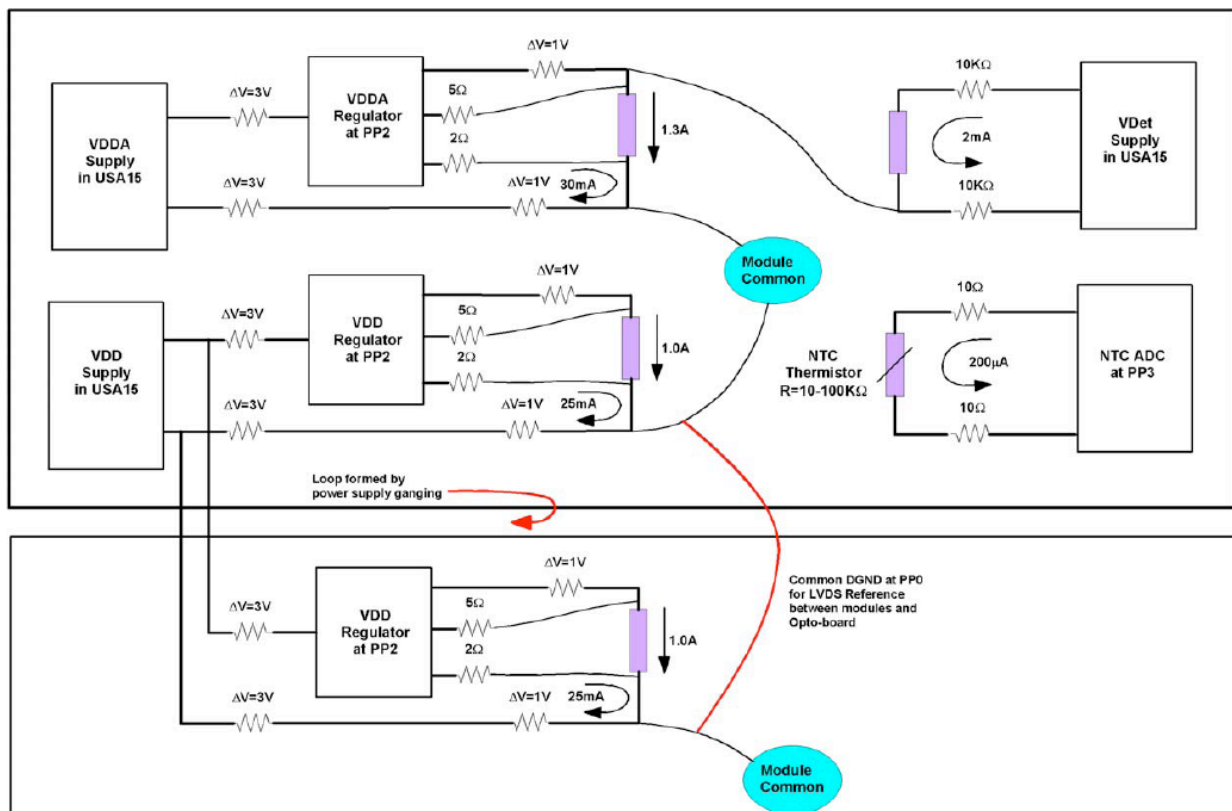 ΔV=1V
VDDA
Supply
in USA15
ΔV=3V
VDDA
Regulator
at PP2
5Ω
2Ω
1.3A
ΔV=3V
ΔV=1V
30mA
10KΩ
2mA
10KΩ
VDet
Supply
in USA15
Module
Common
ΔV=1V
VDD
Supply
in USA15
ΔV=3V
VDD
Regulator
at PP2
5Ω
2Ω
1.0A
ΔV=3V
ΔV=1V
25mA
NTC
Thermistor
R=10-100KΩ
10Ω
200µA
10Ω
NTC ADC
at PP3
Loop formed by
power supply ganging
ΔV=1V
ΔV=3V
VDD
Regulator
at PP2
5Ω
2Ω
1.0A
ΔV=3V
ΔV=1V
25mA
Common DGND at PP0
for LVDS Reference
between modules and
Opto-board
Module
Common